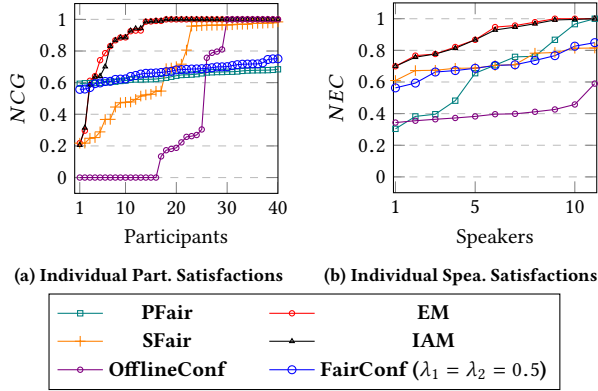 NCG
1
0.8
0.6
0.4
0.2
0
1 10 20 30 40
Participants
(a) Individual Part. Satisfactions
NEC
1
0.8
0.6
0.4
0.2
0
1 5 10
Speakers
(b) Individual Spea. Satisfactions
PFair EM
SFair IAM
OfflineConf FairConf (λ₁ = λ₂ = 0.5)